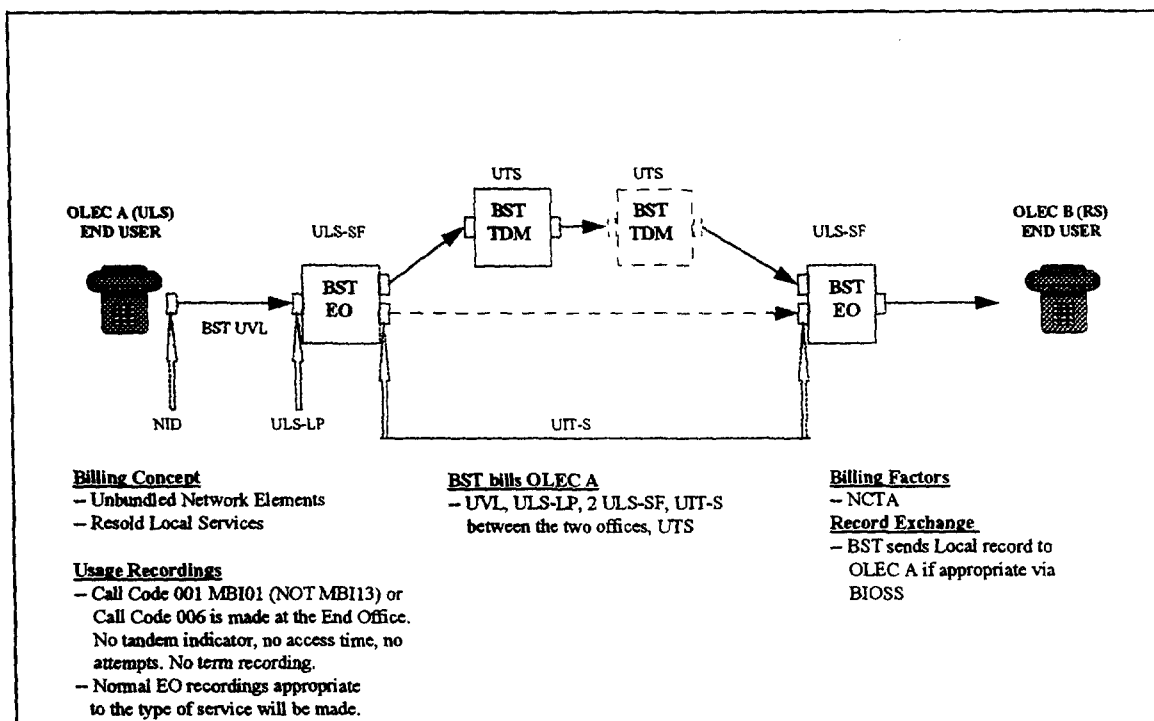 UTS
UTS
OLEC A (ULS)
END USER
ULS-SF
BST
TDM
BST
TDM
ULS-SF
OLEC B (RS)
END USER
BST
EO
BST
EO
BST UVL
NID
ULS-LP
UIT-S
Billing Concept
– Unbundled Network Elements
– Resold Local Services
BST bills OLEC A
– UVL, ULS-LP, 2 ULS-SF, UIT-S
between the two offices, UTS
Billing Factors
– NCTA
Record Exchange
– BST sends Local record to
OLEC A if appropriate via
BIOSS
Usage Recordings
– Call Code 001 MBI01 (NOT MBI13) or
Call Code 006 is made at the End Office.
No tandem indicator, no access time, no
attempts. No term recording.
– Normal EO recordings appropriate
to the type of service will be made.